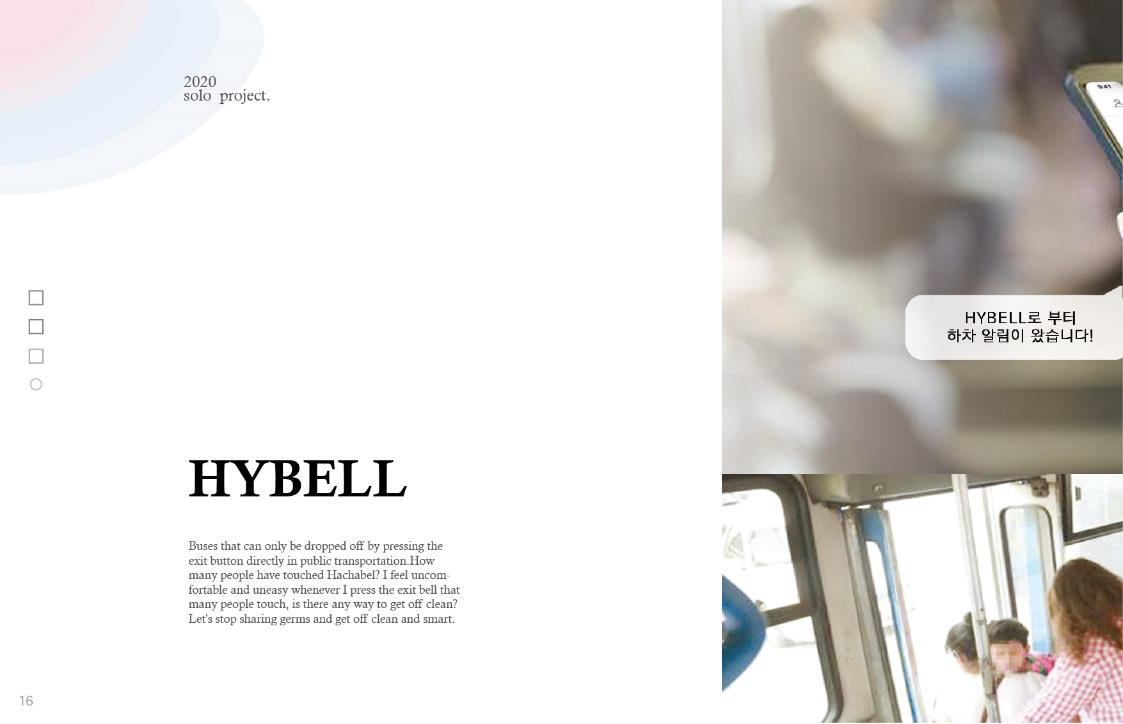 2020
solo project.
9:41
HYBELL로 부터
하차 알림이 왔습니다!
HYBELL
Buses that can only be dropped off by pressing the
exit button directly in public transportation.How
many people have touched Hachabel? I feel uncom-
fortable and uneasy whenever I press the exit bell that
many people touch, is there any way to get off clean?
Let's stop sharing germs and get off clean and smart.
16